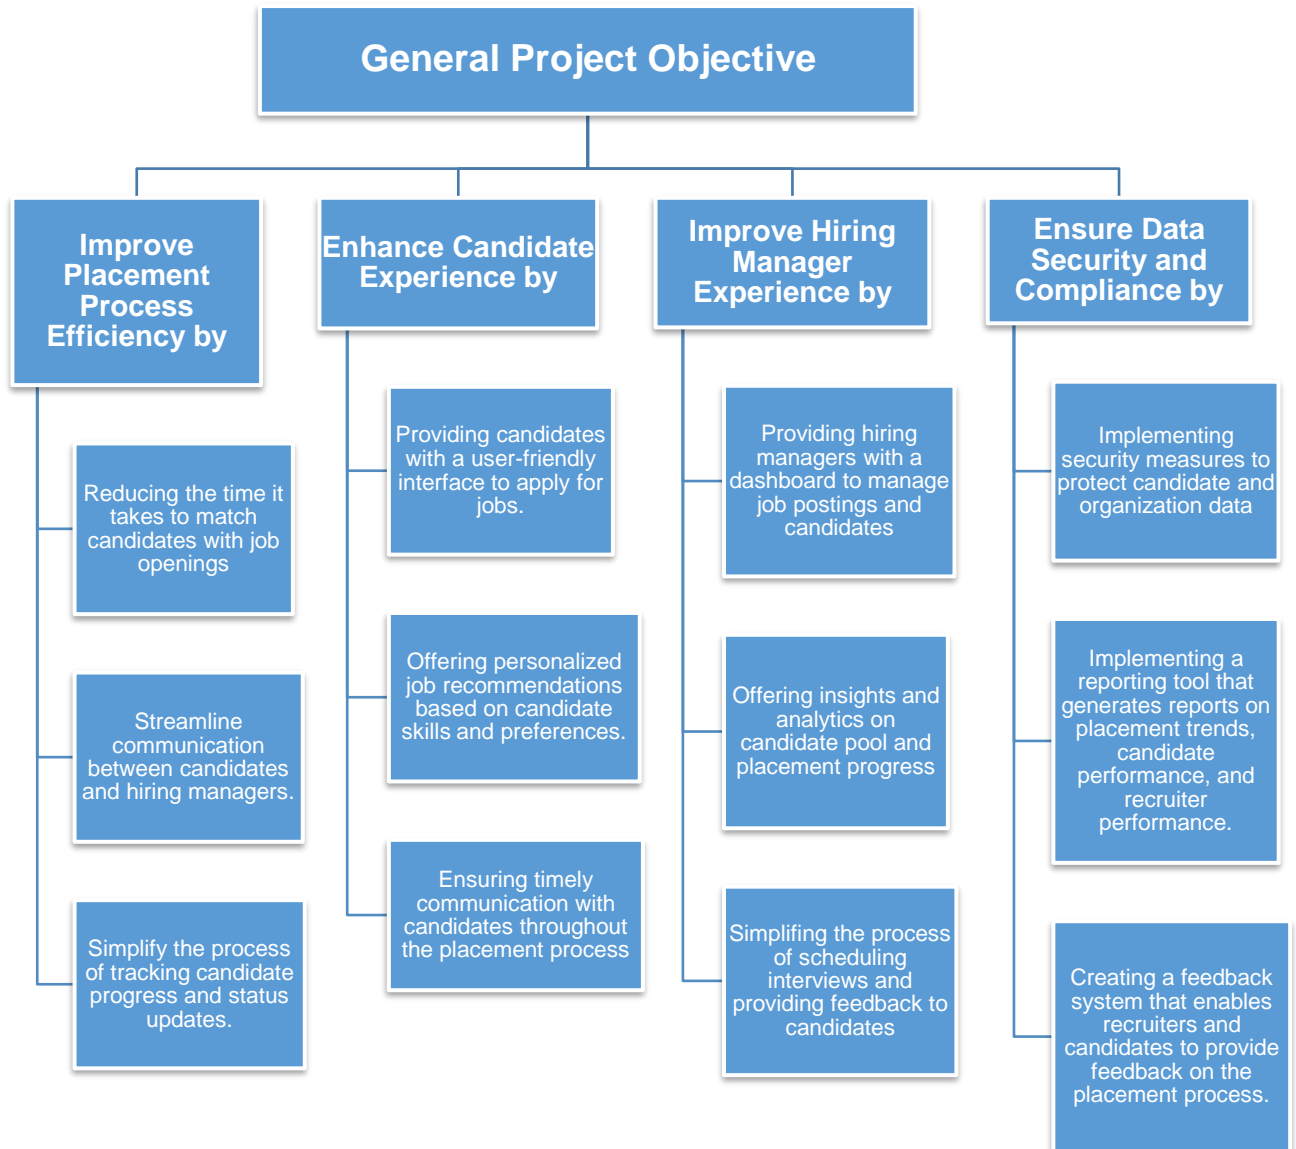 General Project Objective
Improve
Placement
Process
Efficiency by
Reducing the time it
takes to match
candidates with job
openings
Streamline
communication
between candidates
and hiring managers.
Simplify the process
of tracking candidate
progress and status
updates.
Enhance Candidate
Experience by
Providing candidates
with a user-friendly
interface to apply for
jobs.
Offering personalized
job recommendations
based on candidate
skills and preferences.
Ensuring timely
communication with
candidates throughout
the placement process
Improve Hiring
Manager
Experience by
Providing hiring
managers with a
dashboard to manage
job postings and
candidates
Offering insights and
analytics on
candidate pool and
placement progress
Simplifing the process
of scheduling
interviews and
providing feedback to
candidates
Ensure Data
Security and
Compliance by
Implementing
security measures to
protect candidate and
organization data
Implementing a
reporting tool that
generates reports on
placement trends,
candidate
performance, and
recruiter
performance.
Creating a feedback
system that enables
recruiters and
candidates to provide
feedback on the
placement process.